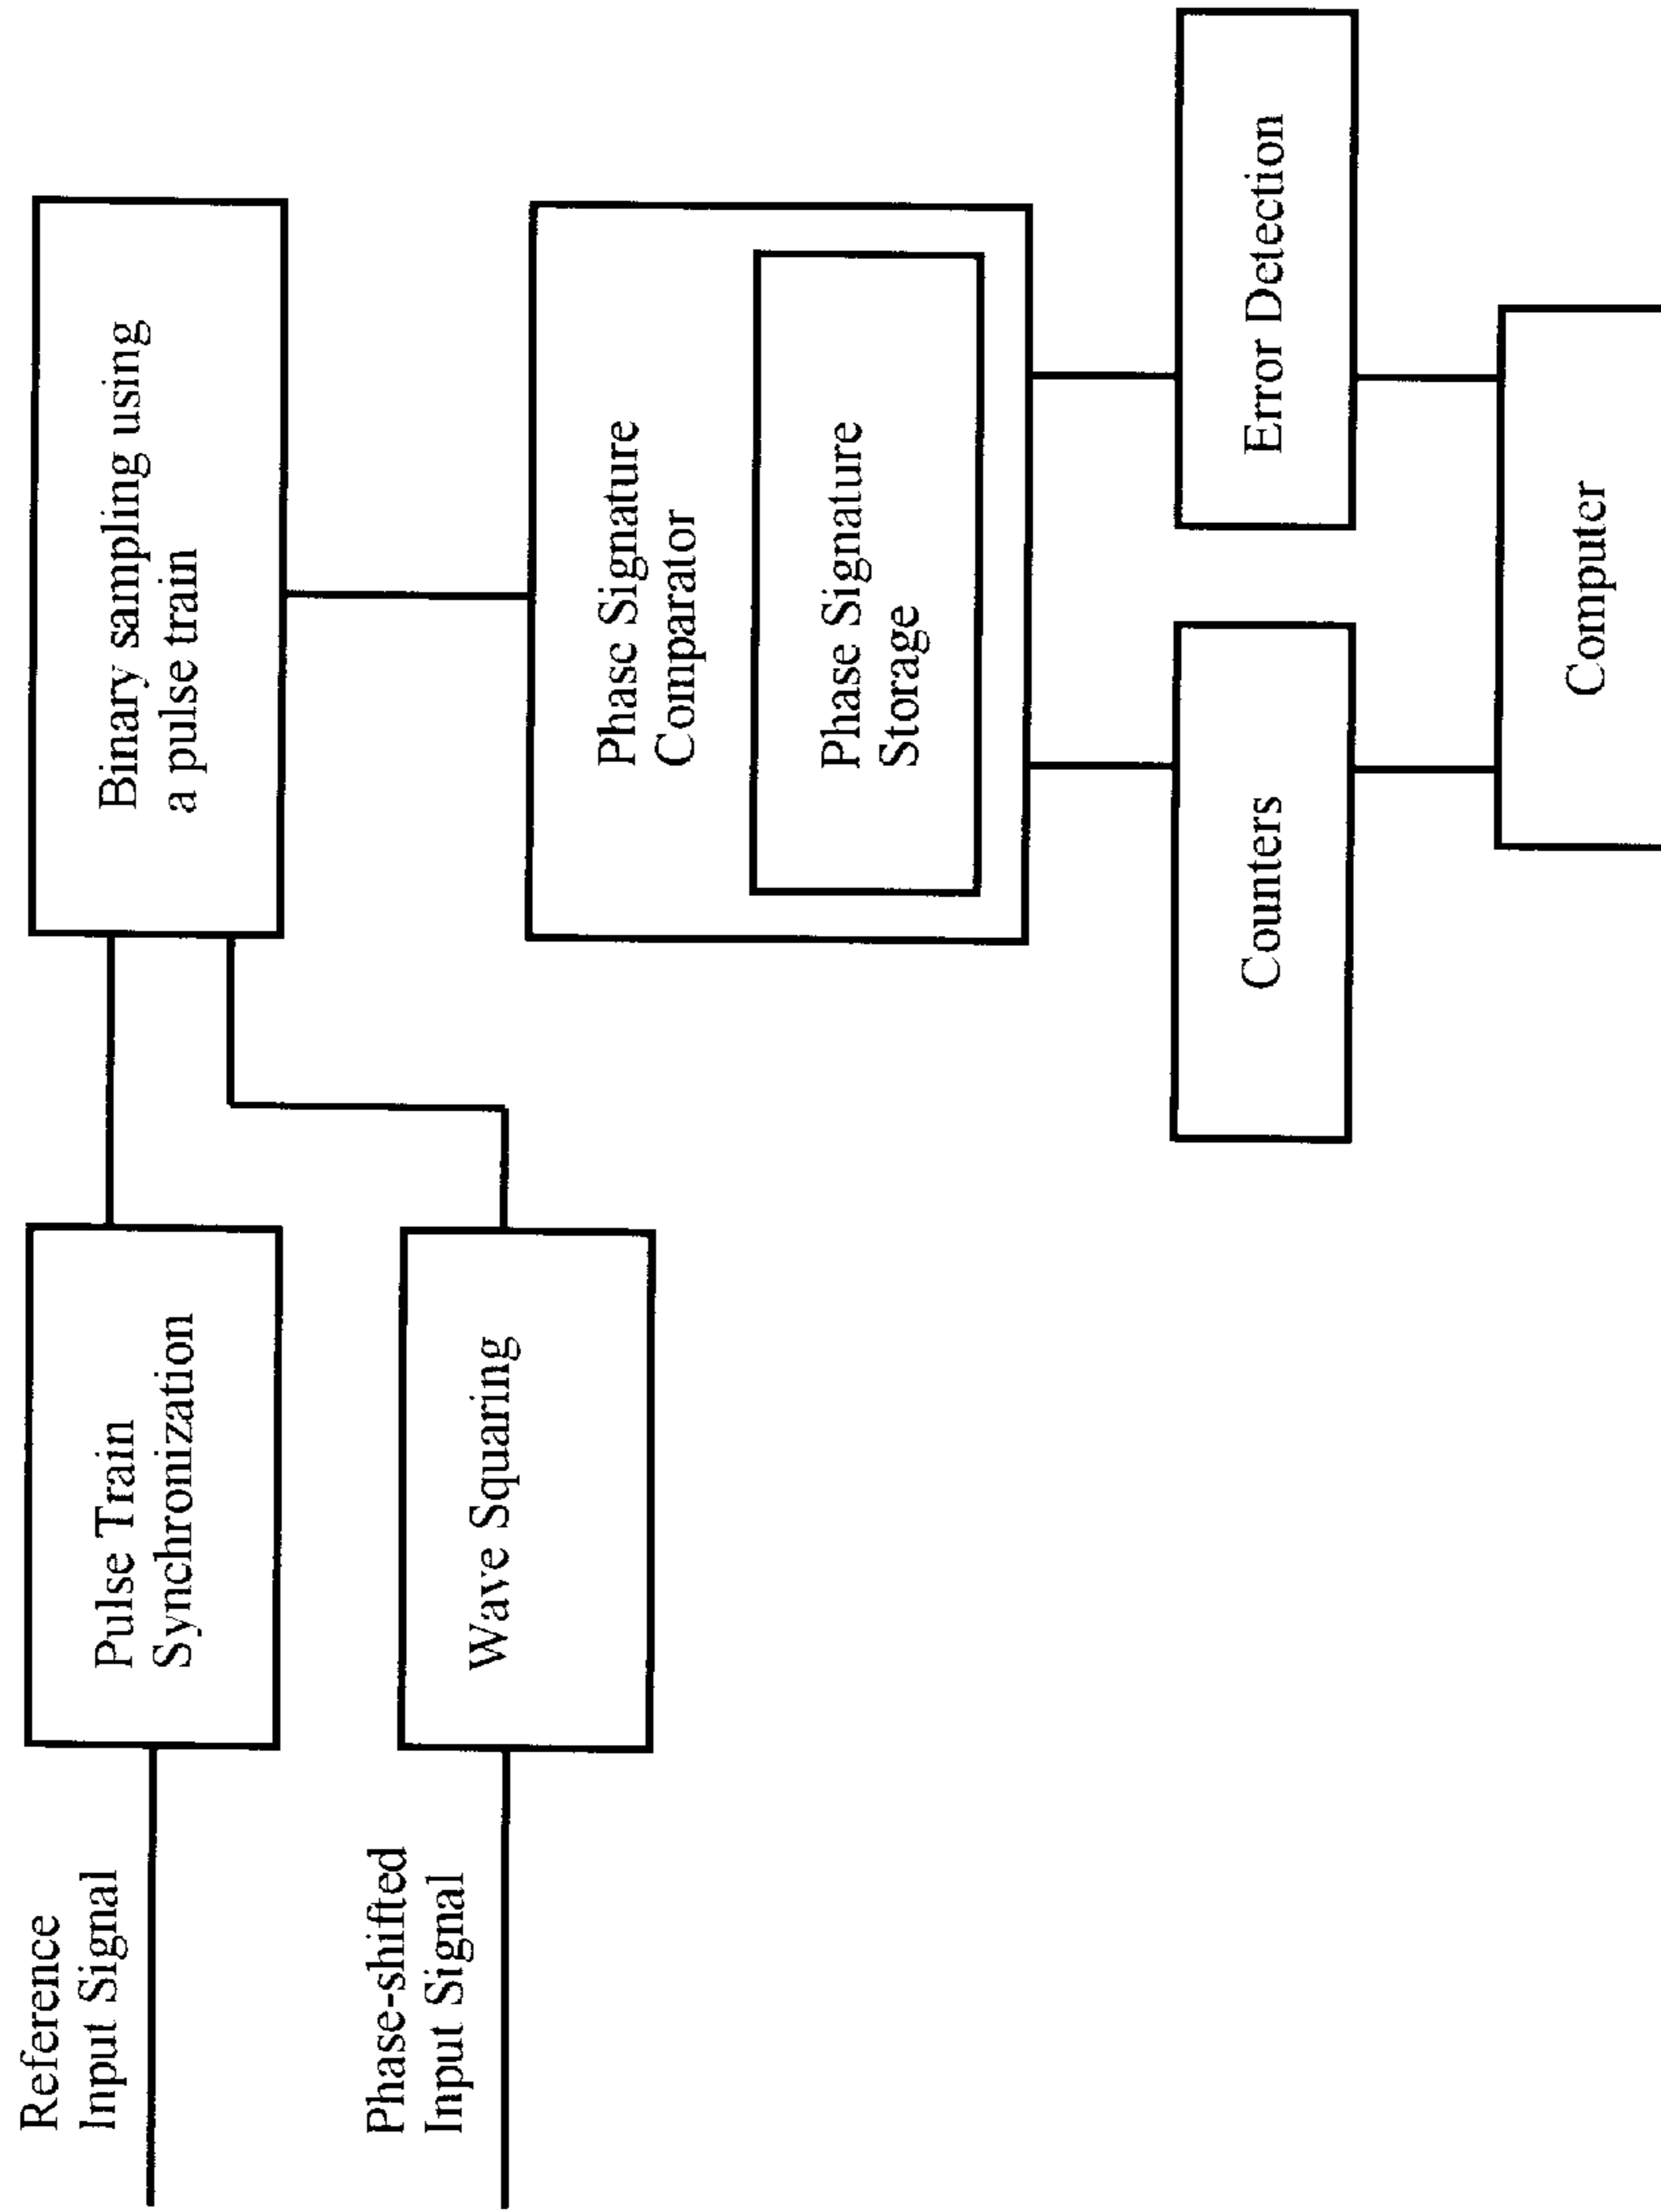 Reference
Input Signal
Pulse Train
Synchronization
Binary sampling using
a pulse train
Phase-shifted
Input Signal
Wave Squaring
Phase Signature
Comparator
Phase Signature
Storage
Counters
Error Detection
Computer